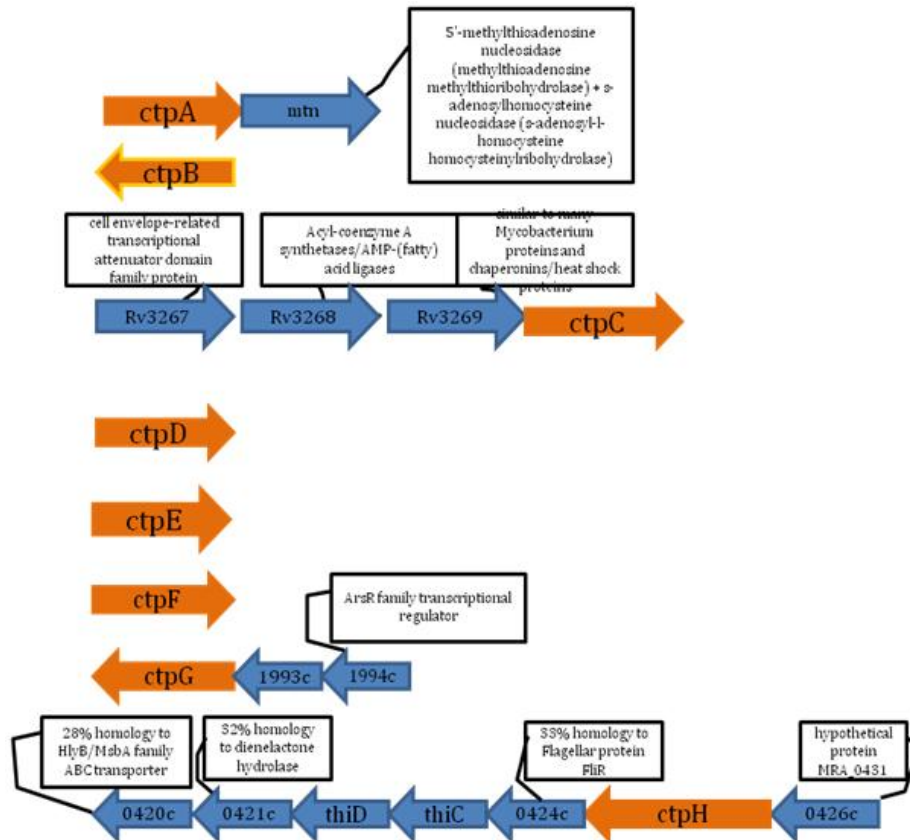 5'-methylthioadenosine
nucleosidase
(methylthioadenosine
methylthioribohydrolase) + s-
adenosylhomocysteine
nucleosidase (s-adenosyl-l-
homocysteine
homocysteinylribohydrolase)
ctpA
mtn
ctpB
cell envelope-related
transcriptional
attenuator domain
family protein
Acyl-coenzyme A
synthetases/AMP-(fatty)
acid ligases
similar to many
Mycobacterium
proteins and
chaperonins/heat shock
proteins
Rv3267
Rv3268
Rv3269
ctpC
ctpD
ctpE
ctpF
ArsR family transcriptional
regulator
ctpG
1993c
1994c
28% homology to
HlyB/MsbA family
ABC transporter
32% homology
to dienelactone
hydrolase
33% homology to
Flagellar protein
FliR
hypothetical
protein
MRA_0431
0420c
0421c
thiD
thiC
0424c
ctpH
0426c